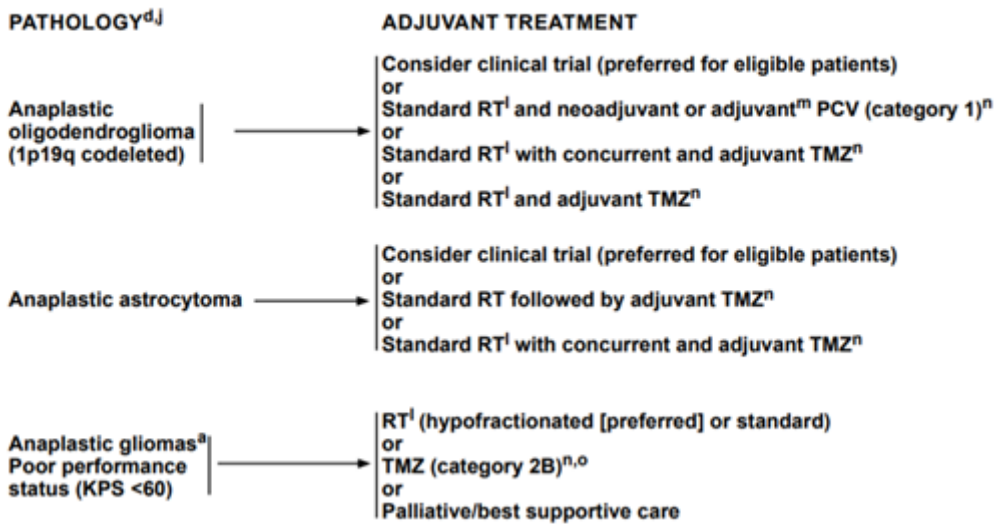 PATHOLOGYd,j
ADJUVANT TREATMENT
Anaplastic
oligodendroglioma
(1p19q codeleted)
Consider clinical trial (preferred for eligible patients)
or
Standard RTl and neoadjuvant or adjuvantm PCV (category 1)n
or
Standard RTl with concurrent and adjuvant TMZn
or
Standard RTl and adjuvant TMZn
Anaplastic astrocytoma
Consider clinical trial (preferred for eligible patients)
or
Standard RT followed by adjuvant TMZn
or
Standard RTl with concurrent and adjuvant TMZn
Anaplastic gliomasa
Poor performance
status (KPS <60)
RTl (hypofractionated [preferred] or standard)
or
TMZ (category 2B)n,o
or
Palliative/best supportive care